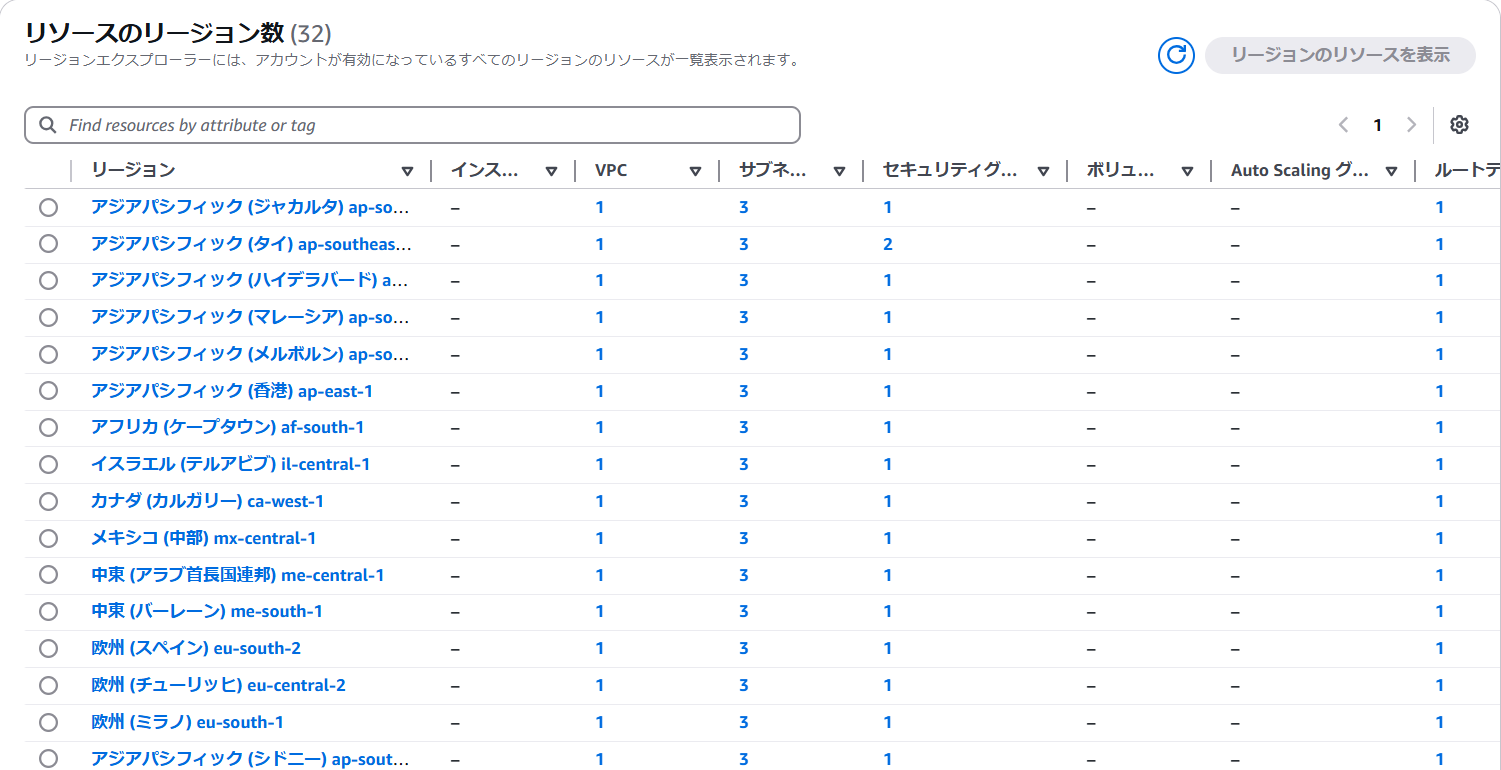 リソースのリージョン数 (32)
リージョンエクスプローラーには、アカウントが有効になっているすべてのリージョンのリソースが一覧表示されます。
リージョンのリソースを表示
Find resources by attribute or tag
1
リージョン インス... VPC サブネ... セキュリティグ... ボリュ... Auto Scaling グ... ルートテ
アジアパシフィック (ジャカルタ) ap-so... – 1 3 1 – – 1
アジアパシフィック (タイ) ap-southeas... – 1 3 2 – – 1
アジアパシフィック (ハイデラバード) a... – 1 3 1 – – 1
アジアパシフィック (マレーシア) ap-so... – 1 3 1 – – 1
アジアパシフィック (メルボルン) ap-so... – 1 3 1 – – 1
アジアパシフィック (香港) ap-east-1 – 1 3 1 – – 1
アフリカ (ケープタウン) af-south-1 – 1 3 1 – – 1
イスラエル (テルアビブ) il-central-1 – 1 3 1 – – 1
カナダ (カルガリー) ca-west-1 – 1 3 1 – – 1
メキシコ (中部) mx-central-1 – 1 3 1 – – 1
中東 (アラブ首長国連邦) me-central-1 – 1 3 1 – – 1
中東 (バーレーン) me-south-1 – 1 3 1 – – 1
欧州 (スペイン) eu-south-2 – 1 3 1 – – 1
欧州 (チューリッヒ) eu-central-2 – 1 3 1 – – 1
欧州 (ミラノ) eu-south-1 – 1 3 1 – – 1
アジアパシフィック (シドニー) ap-sout... – 1 3 1 – – 1